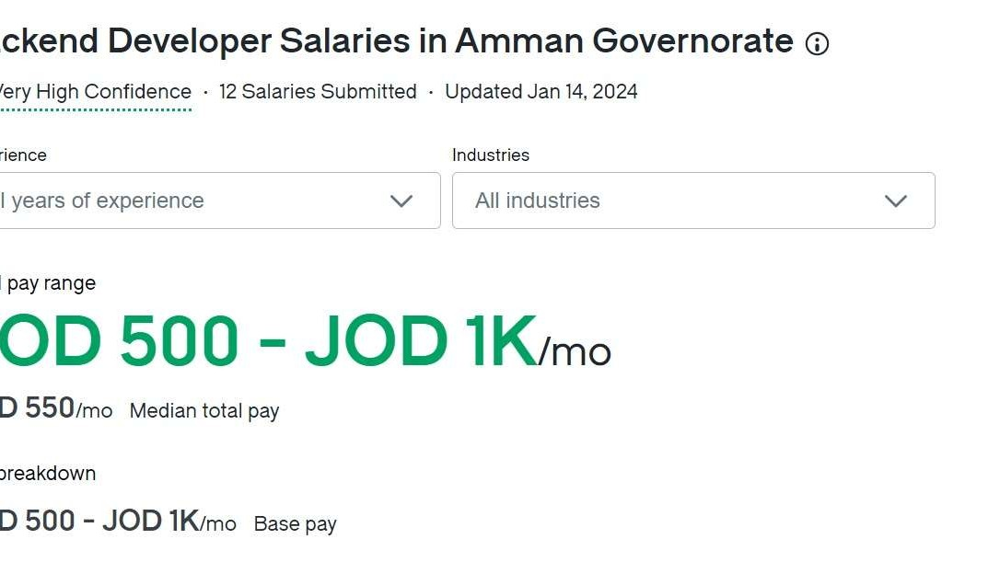 ckend Developer Salaries in Amman Governorate
Very High Confidence · 12 Salaries Submitted · Updated Jan 14, 2024
rience Industries
l years of experience All industries
l pay range
OD 500 - JOD 1K/mo
D 550/mo Median total pay
breakdown
D 500 - JOD 1K/mo Base pay